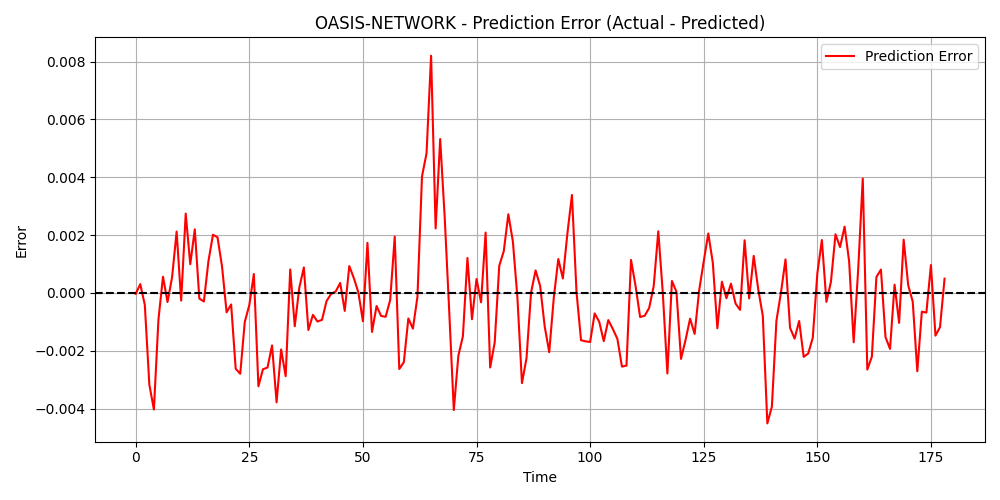 OASIS-NETWORK - Prediction Error (Actual - Predicted)
Prediction Error
Error
0.008
0.006
0.004
0.002
0.000
−0.002
−0.004
0 25 50 75 100 125 150 175
Time